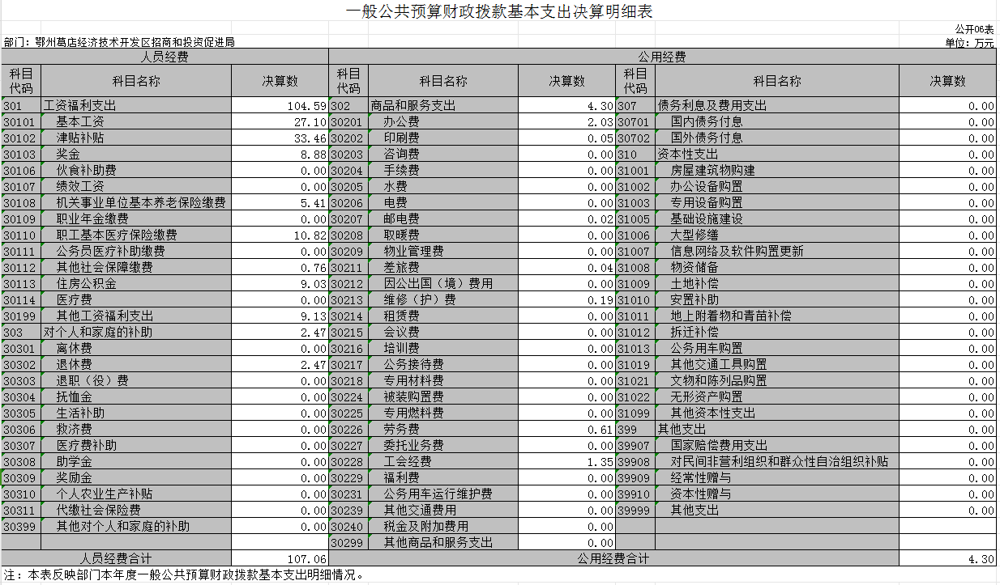 一般公共预算财政拨款基本支出决算明细表
公开06表
部门：鄂州葛店经济技术开发区招商和投资促进局 单位：万元
人员经费 公用经费
科目代码 科目名称 决算数 科目代码 科目名称 决算数 科目代码 科目名称 决算数
301 工资福利支出 104.59 302 商品和服务支出 4.30 307 债务利息及费用支出 0.00
30101 基本工资 27.10 30201 办公费 2.03 30701 国内债务付息 0.00
30102 津贴补贴 33.46 30202 印刷费 0.05 30702 国外债务付息 0.00
30103 奖金 8.88 30203 咨询费 0.00 310 资本性支出 0.00
30106 伙食补助费 0.00 30204 手续费 0.00 31001 房屋建筑物购建 0.00
30107 绩效工资 0.00 30205 水费 0.00 31002 办公设备购置 0.00
30108 机关事业单位基本养老保险缴费 5.41 30206 电费 0.00 31003 专用设备购置 0.00
30109 职业年金缴费 0.00 30207 邮电费 0.02 31005 基础设施建设 0.00
30110 职工基本医疗保险缴费 10.82 30208 取暖费 0.00 31006 大型修缮 0.00
30111 公务员医疗补助缴费 0.00 30209 物业管理费 0.00 31007 信息网络及软件购置更新 0.00
30112 其他社会保障缴费 0.76 30211 差旅费 0.04 31008 物资储备 0.00
30113 住房公积金 9.03 30212 因公出国（境）费用 0.00 31009 土地补偿 0.00
30114 医疗费 0.00 30213 维修（护）费 0.19 31010 安置补助 0.00
30199 其他工资福利支出 9.13 30214 租赁费 0.00 31011 地上附着物和青苗补偿 0.00
303 对个人和家庭的补助 2.47 30215 会议费 0.00 31012 拆迁补偿 0.00
30301 离休费 0.00 30216 培训费 0.00 31013 公务用车购置 0.00
30302 退休费 2.47 30217 公务接待费 0.00 31019 其他交通工具购置 0.00
30303 退职（役）费 0.00 30218 专用材料费 0.00 31021 文物和陈列品购置 0.00
30304 抚恤金 0.00 30224 被装购置费 0.00 31022 无形资产购置 0.00
30305 生活补助 0.00 30225 专用燃料费 0.00 31099 其他资本性支出 0.00
30306 救济费 0.00 30226 劳务费 0.61 399 其他支出 0.00
30307 医疗费补助 0.00 30227 委托业务费 0.00 39907 国家赔偿费用支出 0.00
30308 助学金 0.00 30228 工会经费 1.35 39908 对民间非营利组织和群众性自治组织补贴 0.00
30309 奖励金 0.00 30229 福利费 0.00 39909 经常性赠与 0.00
30310 个人农业生产补贴 0.00 30231 公务用车运行维护费 0.00 39910 资本性赠与 0.00
30311 代缴社会保险费 0.00 30239 其他交通费用 0.00 39999 其他支出 0.00
30399 其他对个人和家庭的补助 0.00 30240 税金及附加费用 0.00
30299 其他商品和服务支出 0.00
人员经费合计 107.06 公用经费合计 4.30
注：本表反映部门本年度一般公共预算财政拨款基本支出明细情况。